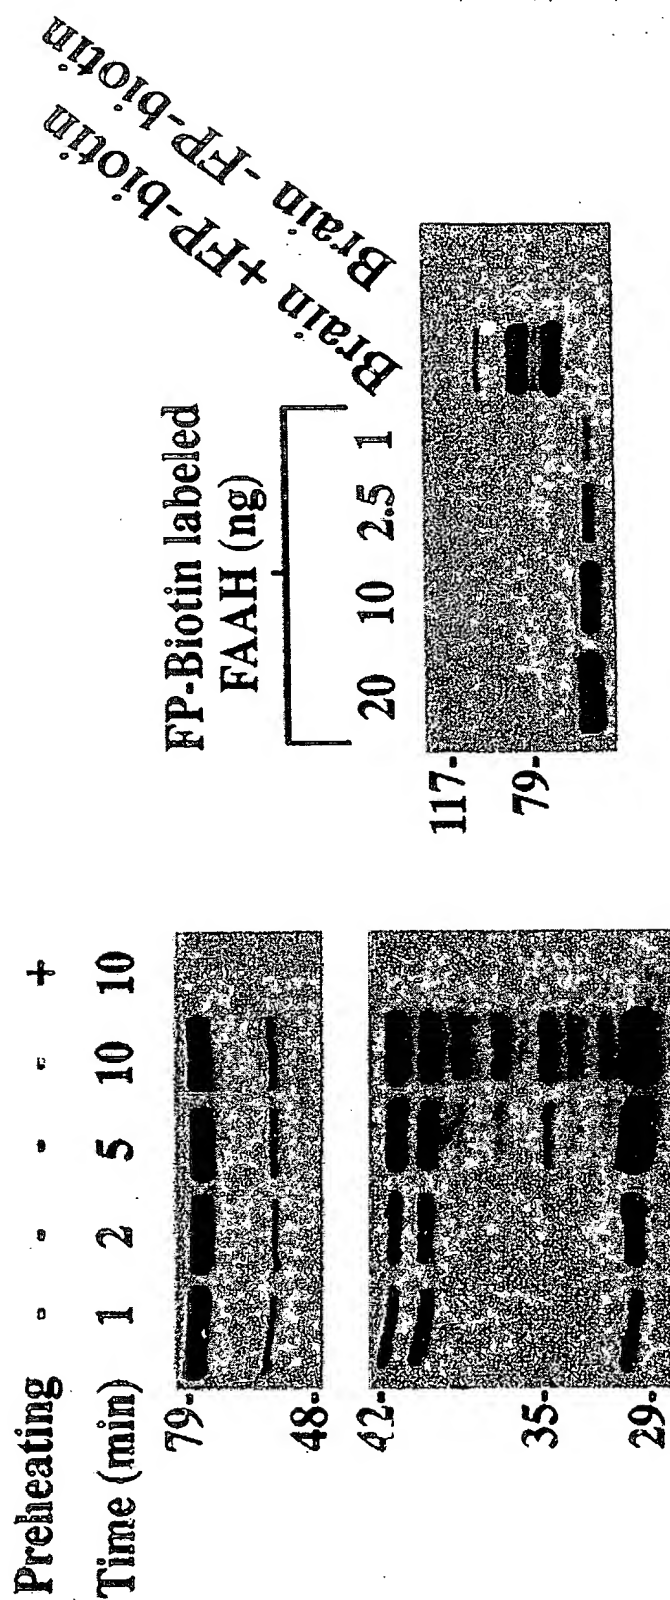 Preheating - - - - +
Time (min) 1 2 5 10 10
79-
48-
42-
35-
29-
FP-Biotin labeled
FAAH (ng)
20 10 2.5 1
Brain +FP-biotin
Brain -FP-biotin
117-
79-